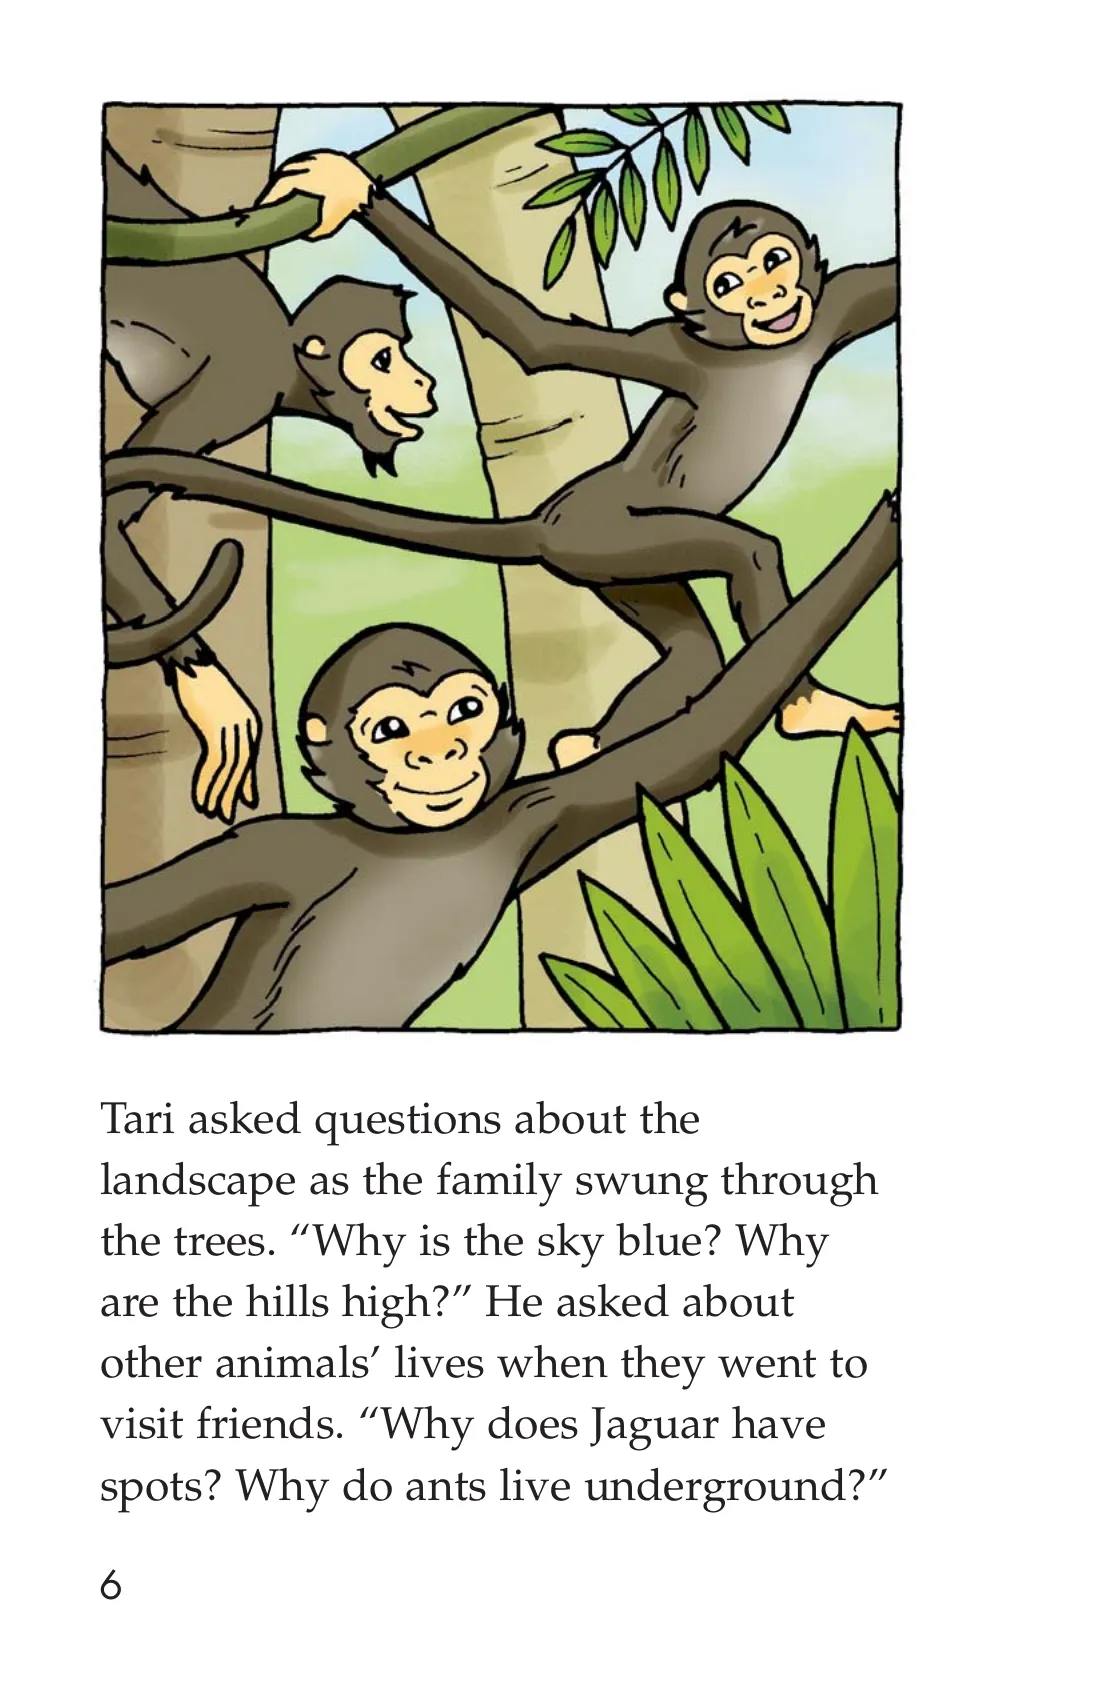 Tari asked questions about the
landscape as the family swung through
the trees. “Why is the sky blue? Why
are the hills high?” He asked about
other animals’ lives when they went to
visit friends. “Why does Jaguar have
spots? Why do ants live underground?”
6